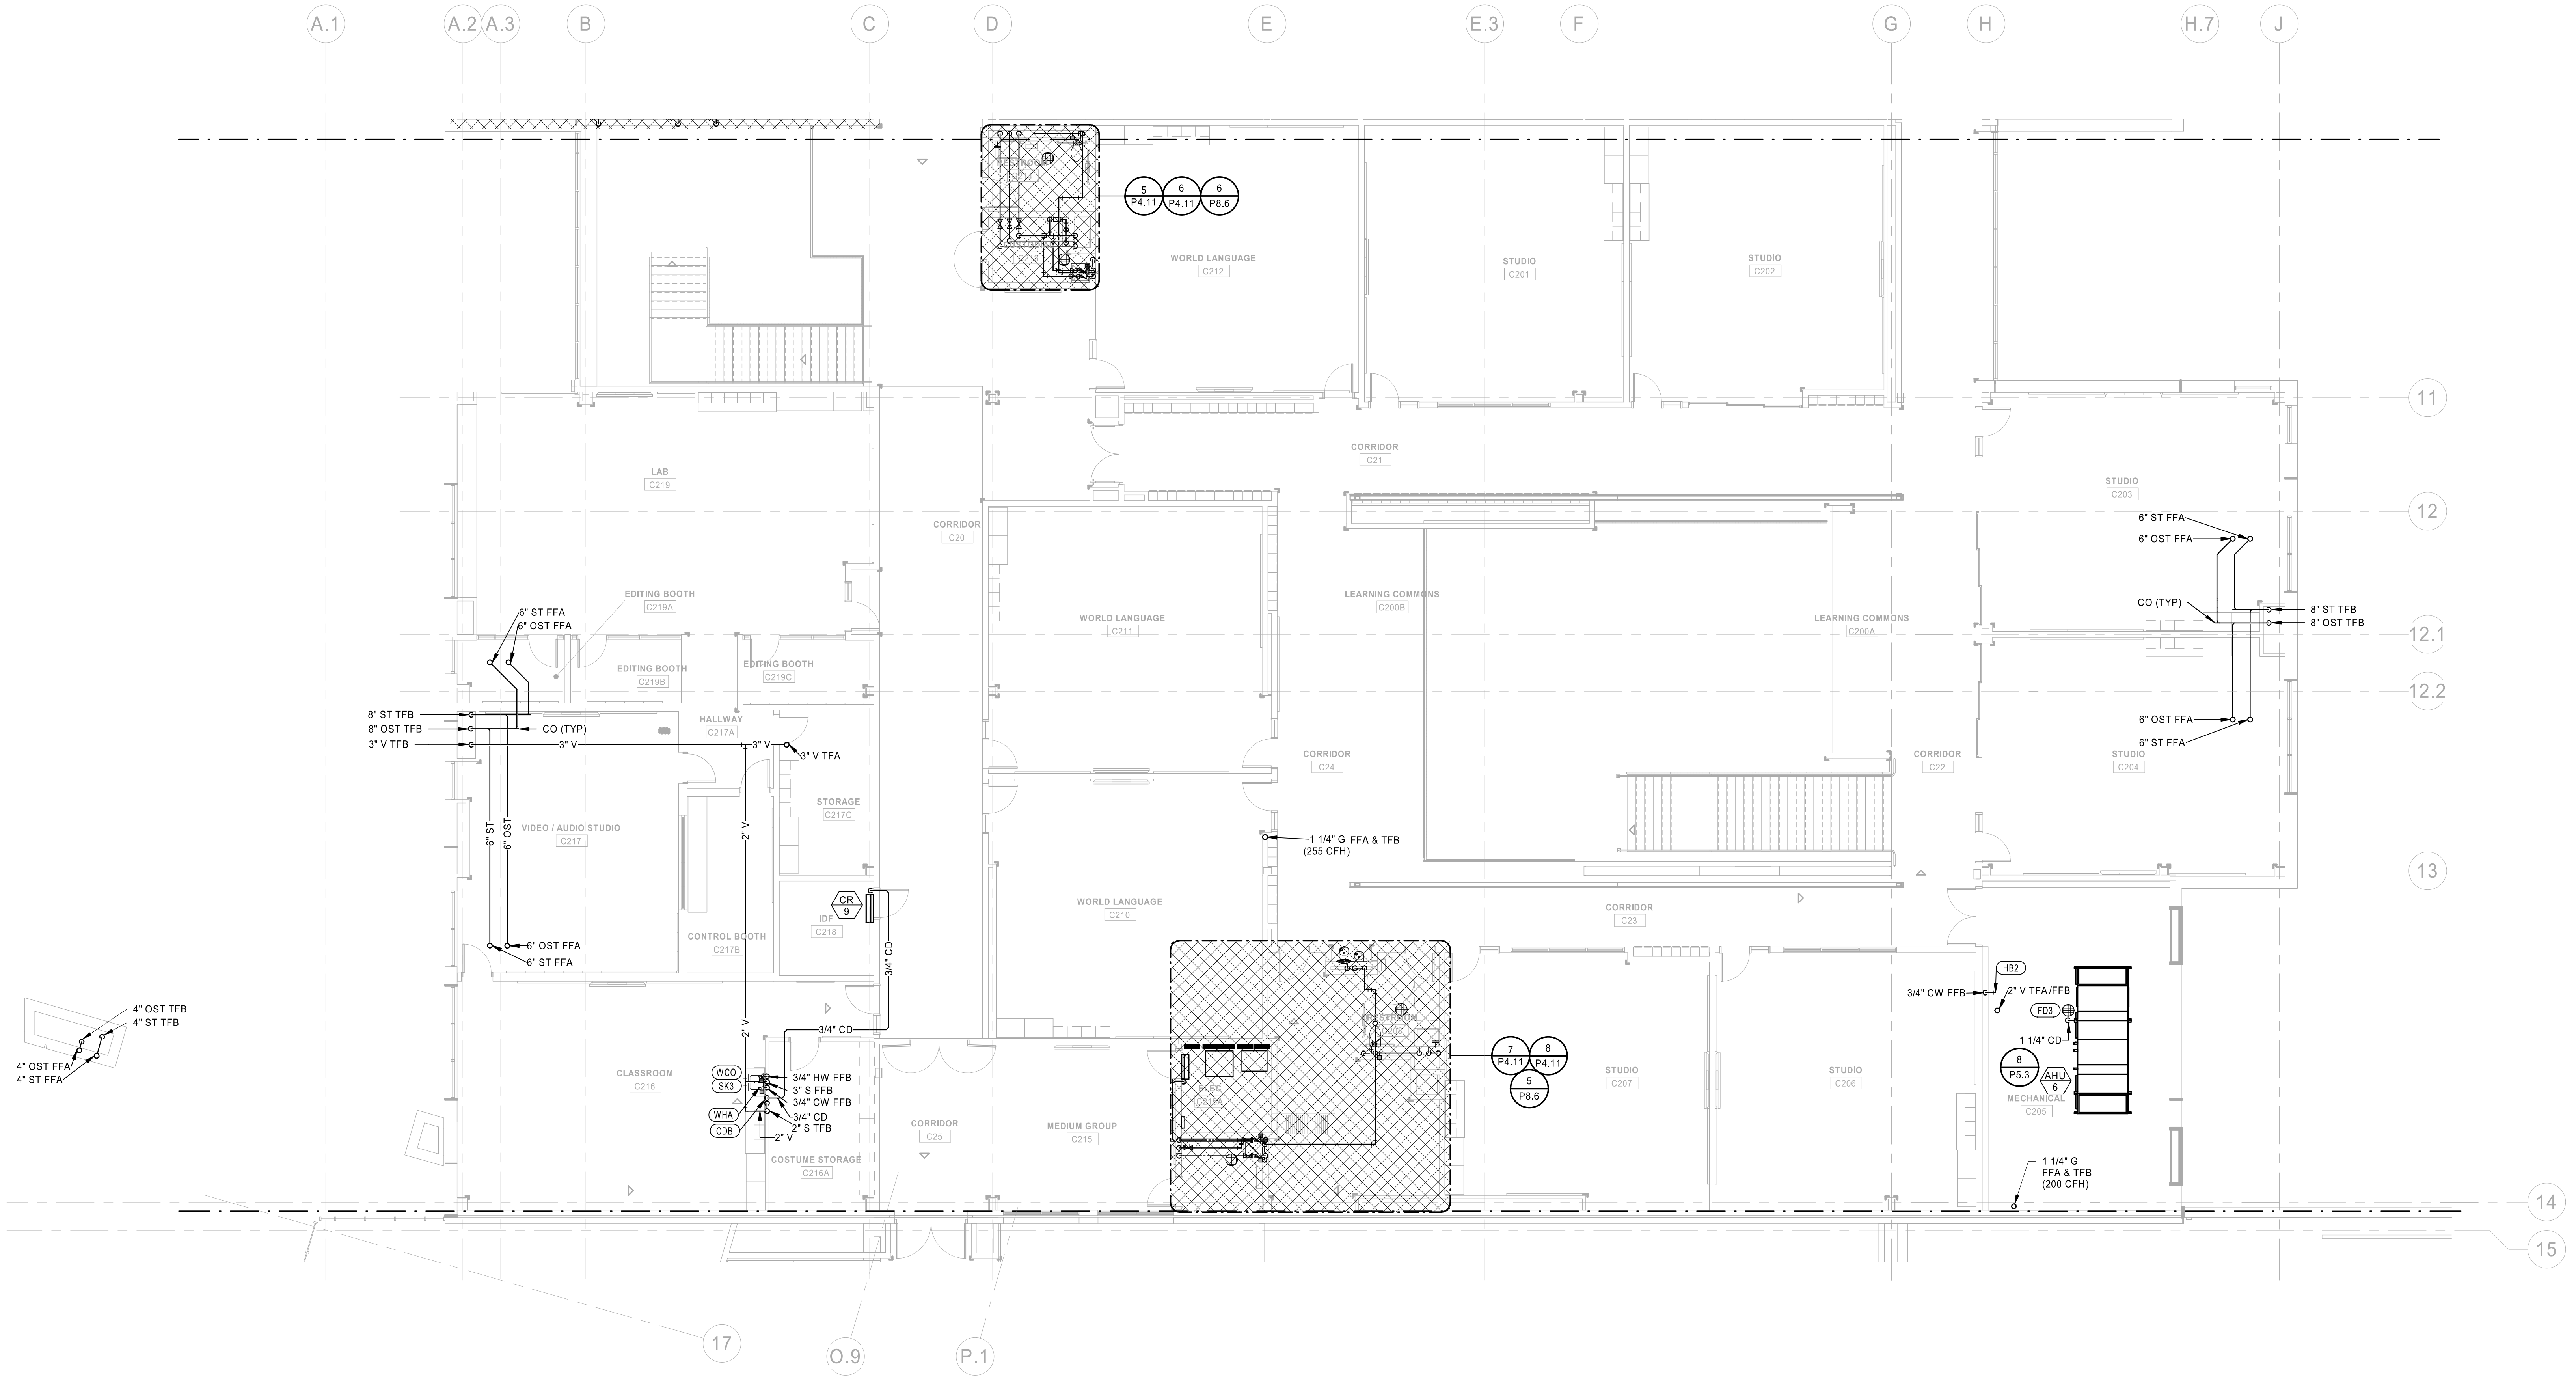 A.1
A.2
A.3
B
C
D
E
E.3
F
G
H
H.7
J
5
P4.11
6
P4.11
6
P8.6
WORLD LANGUAGE
C212
STUDIO
C201
STUDIO
C202
11
CORRIDOR
C21
LAB
C219
STUDIO
C203
12
CORRIDOR
C20
6" ST FFA
6" OST FFA
EDITING BOOTH
C219A
6" ST FFA
6" OST FFA
LEARNING COMMONS
C200B
WORLD LANGUAGE
C211
LEARNING COMMONS
C200A
CO (TYP)
8" ST TFB
8" OST TFB
12.1
EDITING BOOTH
C219B
EDITING BOOTH
C219C
12.2
8" ST TFB
8" OST TFB
3" V TFB
CO (TYP)
3" V
HALLWAY
C217A
3" V
3" V TFA
6" OST FFA
6" ST FFA
CORRIDOR
C24
CORRIDOR
C22
STUDIO
C204
STORAGE
C217C
VIDEO / AUDIO STUDIO
C217
6" ST
6" OST
2" V
1 1/4" G FFA & TFB
(255 CFH)
13
CR
9
WORLD LANGUAGE
C210
CORRIDOR
C23
IDF
C218
CONTROL BOOTH
C217B
3/4" CD
6" OST FFA
6" ST FFA
HB2
3/4" CW FFB
2" V TFA/FFB
FD3
1 1/4" CD
4" OST TFB
4" ST TFB
4" OST FFA
4" ST FFA
2" V
3/4" CD
7
P4.11
8
P4.11
5
P8.6
8
P5.3
AHU
6
MECHANICAL
C205
CLASSROOM
C216
WCO
SK3
WHA
CDB
3/4" HW FFB
3" S FFB
3/4" CW FFB
3/4" CD
2" S TFB
2" V
STUDIO
C207
STUDIO
C206
ELEC
CORRIDOR
C25
MEDIUM GROUP
C215
COSTUME STORAGE
C216A
1 1/4" G
FFA & TFB
(200 CFH)
14
15
17
O.9
P.1